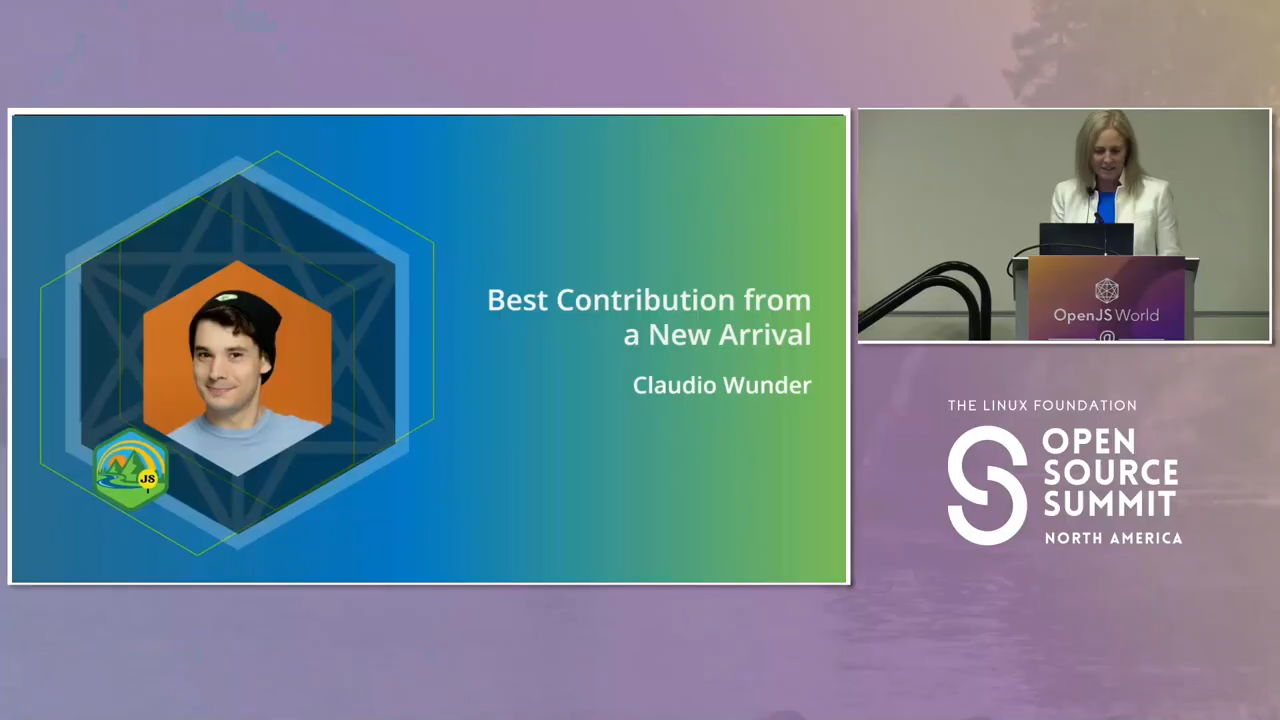 Best Contribution from
a New Arrival
Claudio Wunder
JS
OpenJS World
@
THE LINUX FOUNDATION
OPEN
SOURCE
SUMMIT
NORTH AMERICA